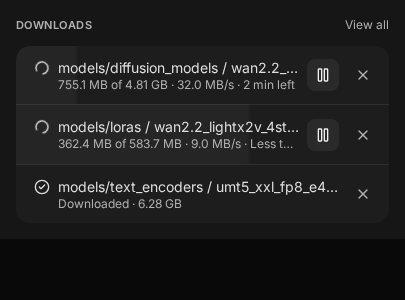 DOWNLOADS View all
models/diffusion_models / wan2.2_...
755.1 MB of 4.81 GB · 32.0 MB/s · 2 min left
models/loras / wan2.2_lightx2v_4st...
362.4 MB of 583.7 MB · 9.0 MB/s · Less t...
models/text_encoders / umt5_xxl_fp8_e4...
Downloaded · 6.28 GB